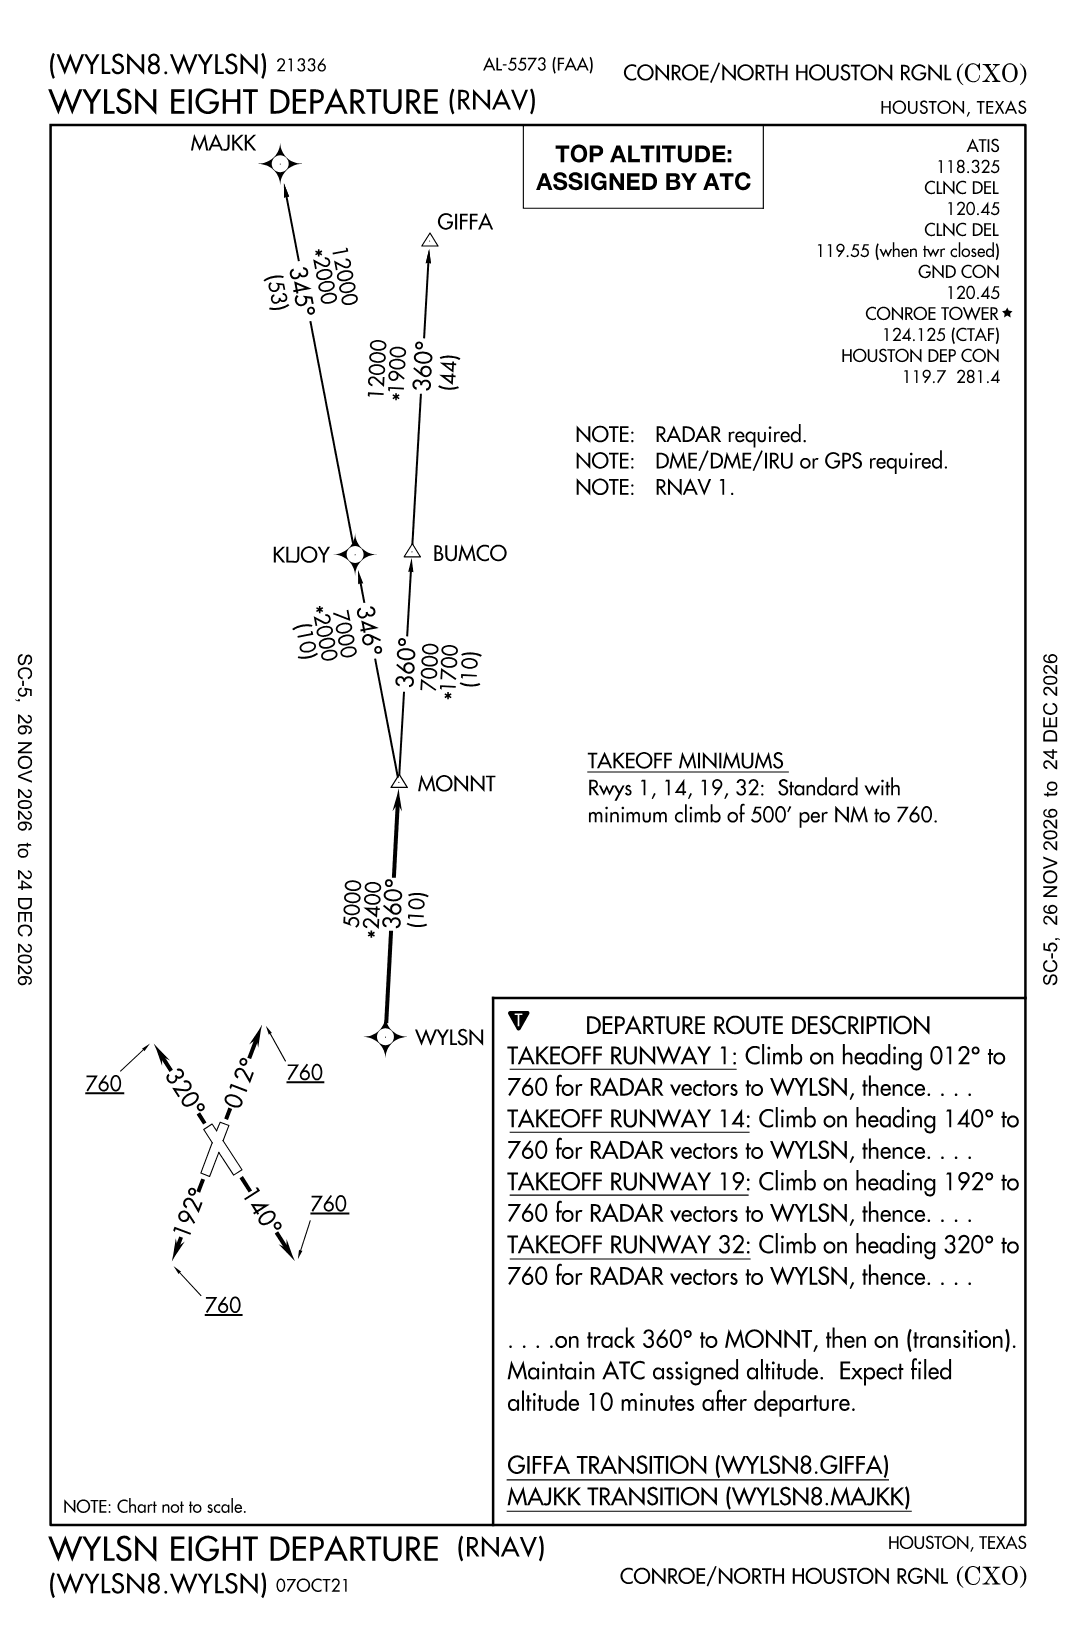 (WYLSN8.WYLSN) 21336
AL-5573 (FAA)
CONROE/NORTH HOUSTON RGNL (CXO)
WYLSN EIGHT DEPARTURE (RNAV)
HOUSTON, TEXAS
TOP ALTITUDE:
ASSIGNED BY ATC
ATIS
118.325
CLNC DEL
120.45
CLNC DEL
119.55 (when twr closed)
GND CON
120.45
CONROE TOWER ★
124.125 (CTAF)
HOUSTON DEP CON
119.7 281.4
MAJKK
GIFFA
12000
*2000
345°
(53)
12000
*1900
360°
(44)
NOTE: RADAR required.
NOTE: DME/DME/IRU or GPS required.
NOTE: RNAV 1.
KLJOY
BUMCO
346°
7000
*2000
(10)
360°
7000
*1700
(10)
MONNT
TAKEOFF MINIMUMS
Rwys 1, 14, 19, 32: Standard with
minimum climb of 500' per NM to 760.
5000
*2400
360°
(10)
WYLSN
760
320°
012°
760
192°
140°
760
760
T
DEPARTURE ROUTE DESCRIPTION
TAKEOFF RUNWAY 1: Climb on heading 012° to
760 for RADAR vectors to WYLSN, thence. . . .
TAKEOFF RUNWAY 14: Climb on heading 140° to
760 for RADAR vectors to WYLSN, thence. . . .
TAKEOFF RUNWAY 19: Climb on heading 192° to
760 for RADAR vectors to WYLSN, thence. . . .
TAKEOFF RUNWAY 32: Climb on heading 320° to
760 for RADAR vectors to WYLSN, thence. . . .
. . . .on track 360° to MONNT, then on (transition).
Maintain ATC assigned altitude. Expect filed
altitude 10 minutes after departure.
GIFFA TRANSITION (WYLSN8.GIFFA)
MAJKK TRANSITION (WYLSN8.MAJKK)
NOTE: Chart not to scale.
SC-5, 26 NOV 2026 to 24 DEC 2026
SC-5, 26 NOV 2026 to 24 DEC 2026
WYLSN EIGHT DEPARTURE (RNAV)
HOUSTON, TEXAS
(WYLSN8.WYLSN) 07OCT21
CONROE/NORTH HOUSTON RGNL (CXO)